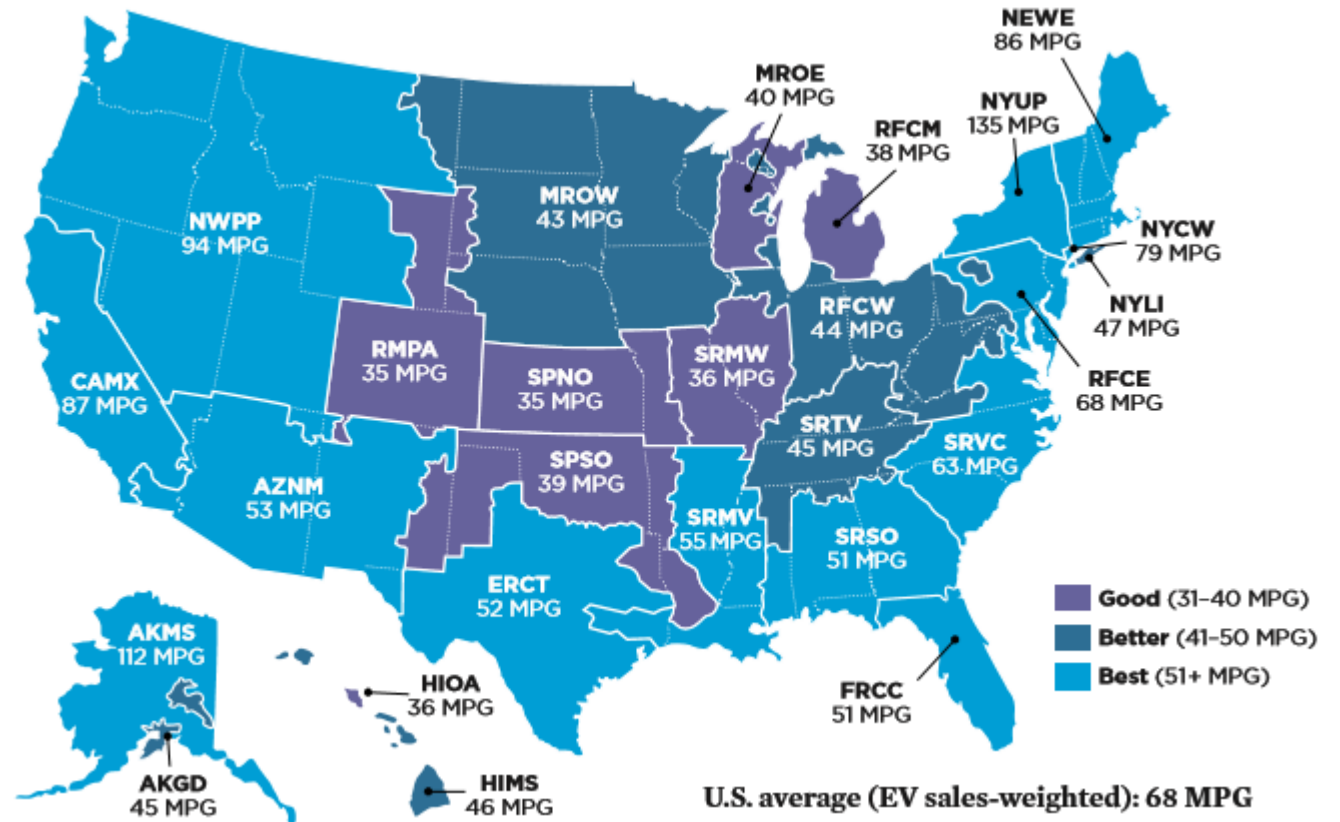 NEWE
86 MPG
MROE
40 MPG
NYUP
135 MPG
RFCM
38 MPG
MROW
43 MPG
NWPP
94 MPG
NYCW
79 MPG
NYLI
47 MPG
RFCW
44 MPG
RMPA
35 MPG
SRMW
36 MPG
SPNO
35 MPG
CAMX
87 MPG
RFCE
68 MPG
SRTV
45 MPG
SRVC
63 MPG
SPSO
39 MPG
AZNM
53 MPG
SRMV
55 MPG
SRSO
51 MPG
ERCT
52 MPG
Good (31–40 MPG)
Better (41–50 MPG)
Best (51+ MPG)
AKMS
112 MPG
HIOA
36 MPG
FRCC
51 MPG
AKGD
45 MPG
HIMS
46 MPG
U.S. average (EV sales-weighted): 68 MPG